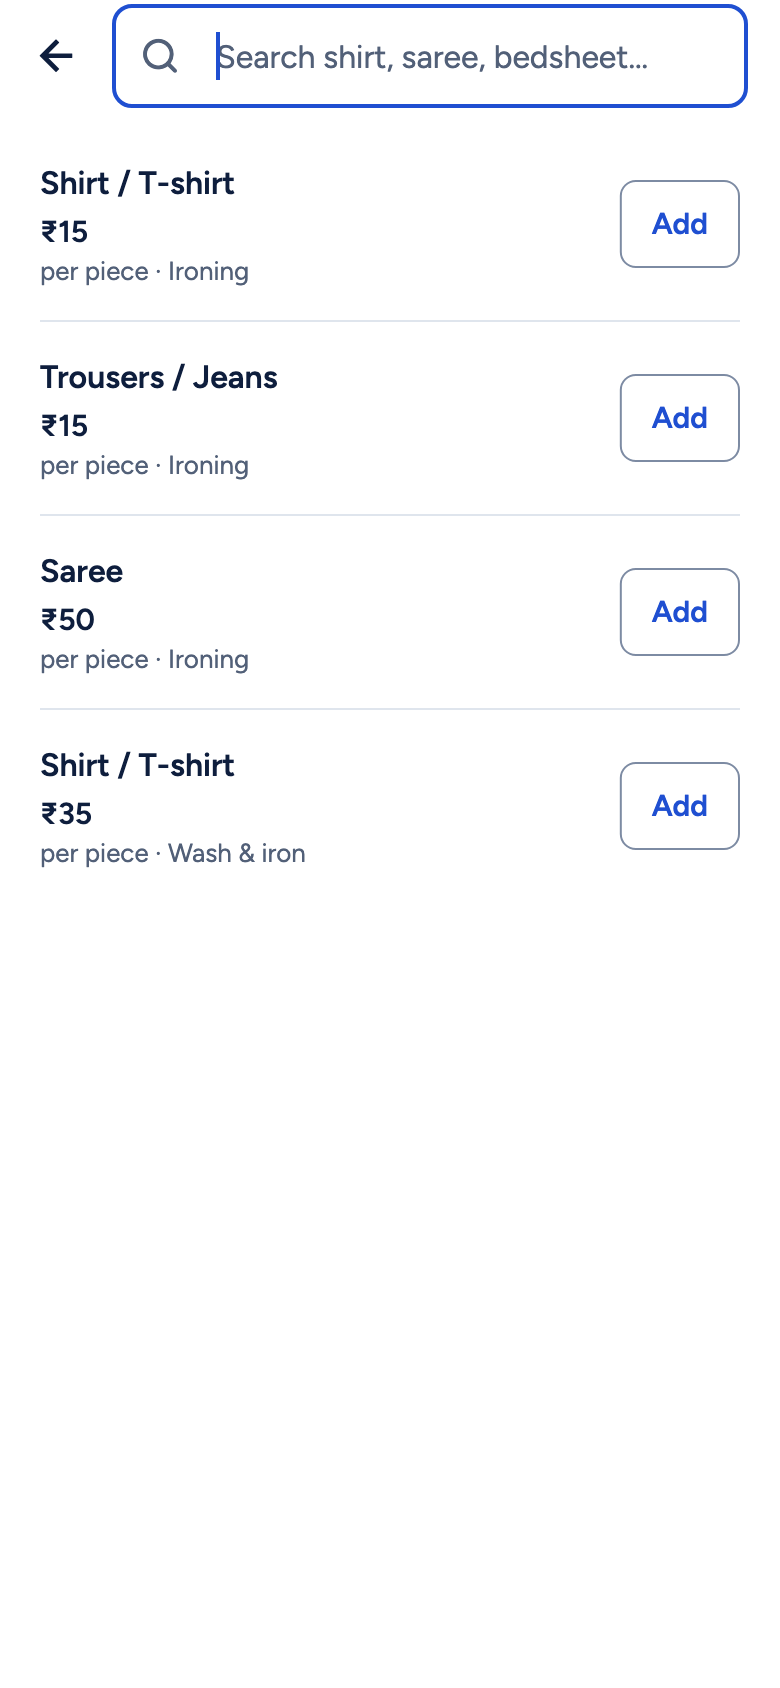 Search shirt, saree, bedsheet...
Shirt / T-shirt
₹15
per piece · Ironing
Add
Trousers / Jeans
₹15
per piece · Ironing
Add
Saree
₹50
per piece · Ironing
Add
Shirt / T-shirt
₹35
per piece · Wash & iron
Add